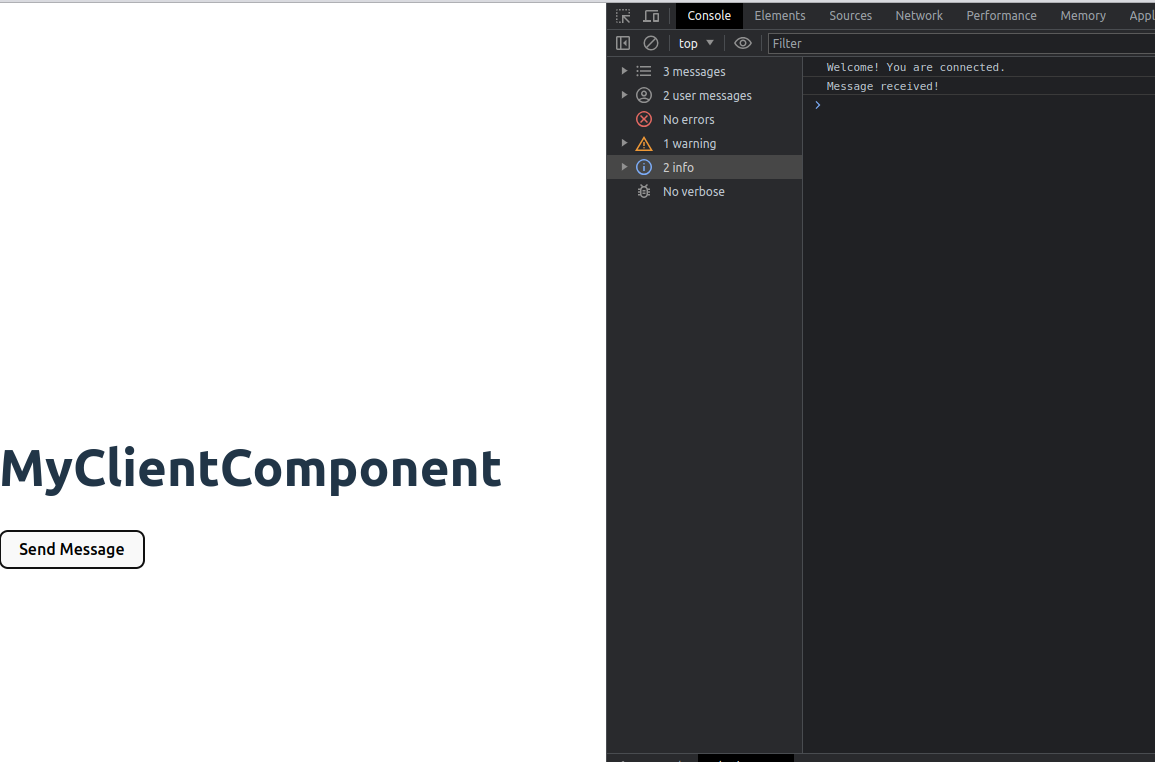 Console Elements Sources Network Performance Memory
top Filter
3 messages
2 user messages
No errors
1 warning
2 info
No verbose
Welcome! You are connected.
Message received!
MyClientComponent
Send Message